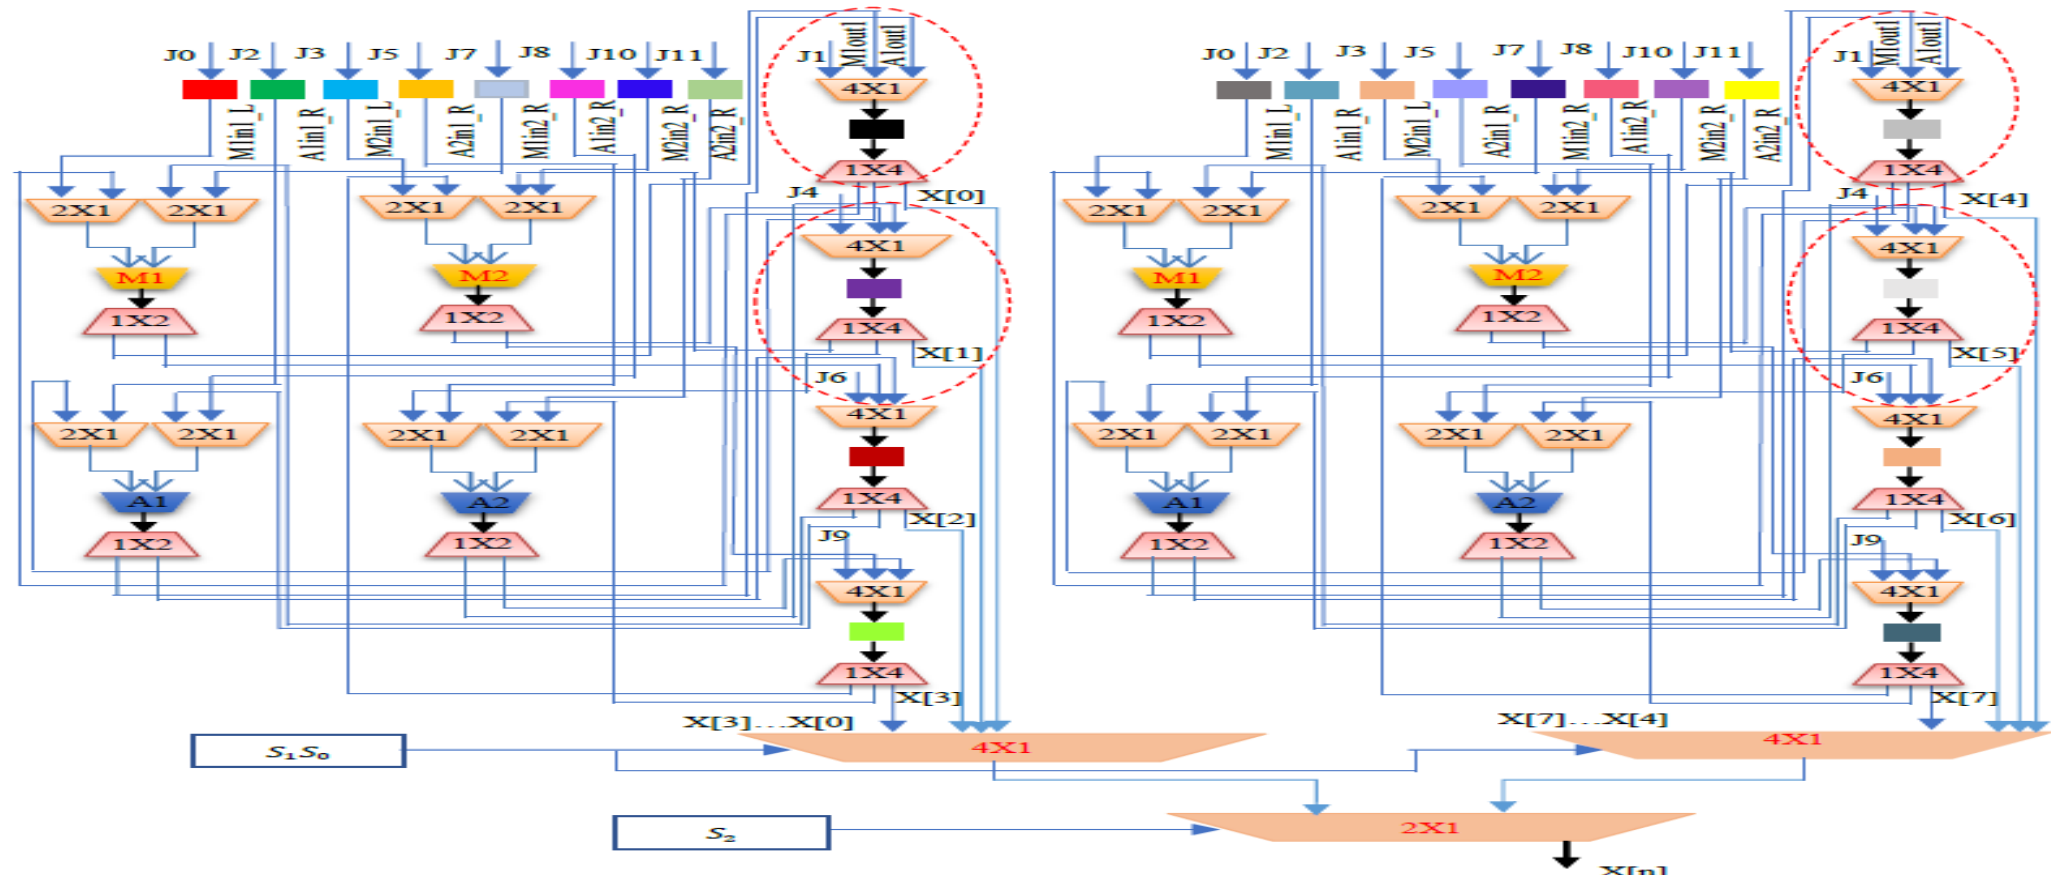 J0 J2 J3 J5 J7 J8 J10 J11 J1 M1out1 A1out1
J0 J2 J3 J5 J7 J8 J10 J11 J1 M1out1 A1out1
4X1
4X1
M1in1_L A1in1_R M2in1_L A2in1_R M1in2_R A1in2_R M2in2_R A2in2_R
M1in1_L A1in1_R M2in1_L A2in1_R M1in2_R A1in2_R M2in2_R A2in2_R
1X4
1X4
J4 X[0]
J4 X[4]
2X1 2X1 2X1 2X1
2X1 2X1 2X1 2X1
4X1
4X1
M1 M2
M1 M2
1X2 1X2 1X4
1X2 1X2 1X4
X[1]
X[5]
J6
J6
4X1
4X1
2X1 2X1 2X1 2X1
2X1 2X1 2X1 2X1
A1 A2 1X4
A1 A2 1X4
X[2]
X[6]
1X2 1X2 J9
1X2 1X2 J9
4X1
4X1
1X4
1X4
X[3]
X[7]
X[3]...X[0]
X[7]...X[4]
S₁S₀ 4X1 4X1
S₂ 2X1
X[n]